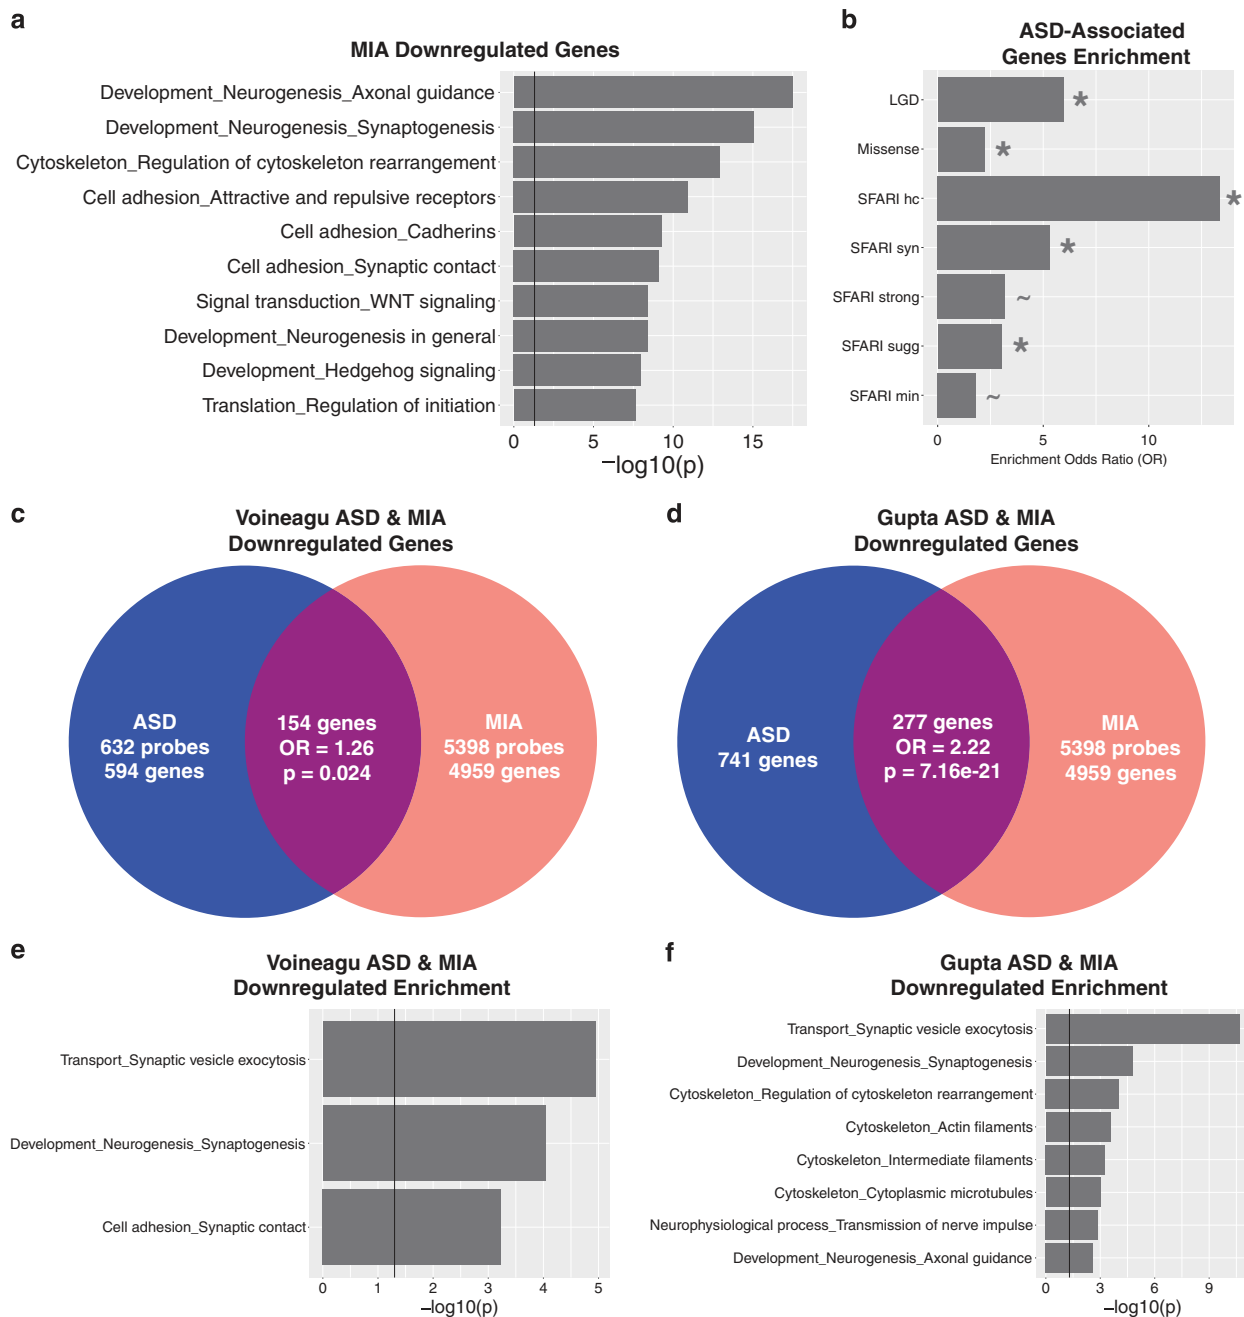 a
MIA Downregulated Genes
Development_Neurogenesis_Axonal guidance
Development_Neurogenesis_Synaptogenesis
Cytoskeleton_Regulation of cytoskeleton rearrangement
Cell adhesion_Attractive and repulsive receptors
Cell adhesion_Cadherins
Cell adhesion_Synaptic contact
Signal transduction_WNT signaling
Development_Neurogenesis in general
Development_Hedgehog signaling
Translation_Regulation of initiation
0 5 10 15
−log10(p)
b
ASD-Associated
Genes Enrichment
LGD *
Missense *
SFARI hc *
SFARI syn *
SFARI strong ~
SFARI sugg *
SFARI min ~
0 5 10
Enrichment Odds Ratio (OR)
c
Voineagu ASD & MIA
Downregulated Genes
ASD
632 probes
594 genes
154 genes
OR = 1.26
p = 0.024
MIA
5398 probes
4959 genes
d
Gupta ASD & MIA
Downregulated Genes
ASD
741 genes
277 genes
OR = 2.22
p = 7.16e-21
MIA
5398 probes
4959 genes
e
Voineagu ASD & MIA
Downregulated Enrichment
Transport_Synaptic vesicle exocytosis
Development_Neurogenesis_Synaptogenesis
Cell adhesion_Synaptic contact
0 1 2 3 4 5
−log10(p)
f
Gupta ASD & MIA
Downregulated Enrichment
Transport_Synaptic vesicle exocytosis
Development_Neurogenesis_Synaptogenesis
Cytoskeleton_Regulation of cytoskeleton rearrangement
Cytoskeleton_Actin filaments
Cytoskeleton_Intermediate filaments
Cytoskeleton_Cytoplasmic microtubules
Neurophysiological process_Transmission of nerve impulse
Development_Neurogenesis_Axonal guidance
0 3 6 9
−log10(p)